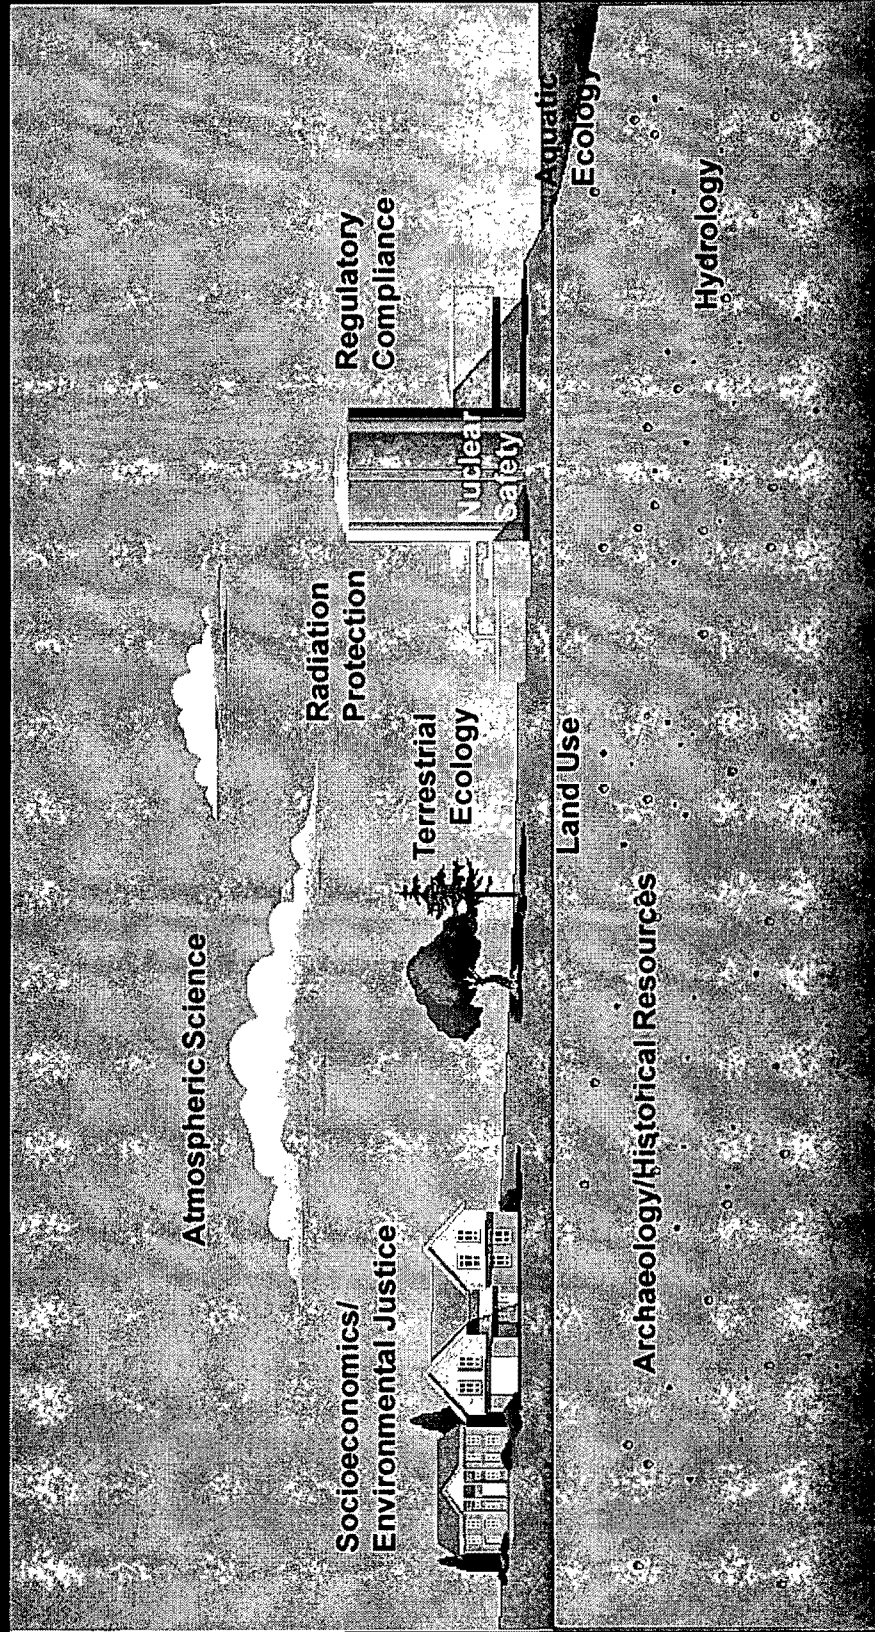 Atmospheric Science
Socioeconomics/
Environmental Justice
Radiation
Protection
Regulatory
Compliance
Terrestrial
Ecology
Nuclear
Safety
Aquatic
Ecology
Land Use
Archaeology/Historical Resources
Hydrology